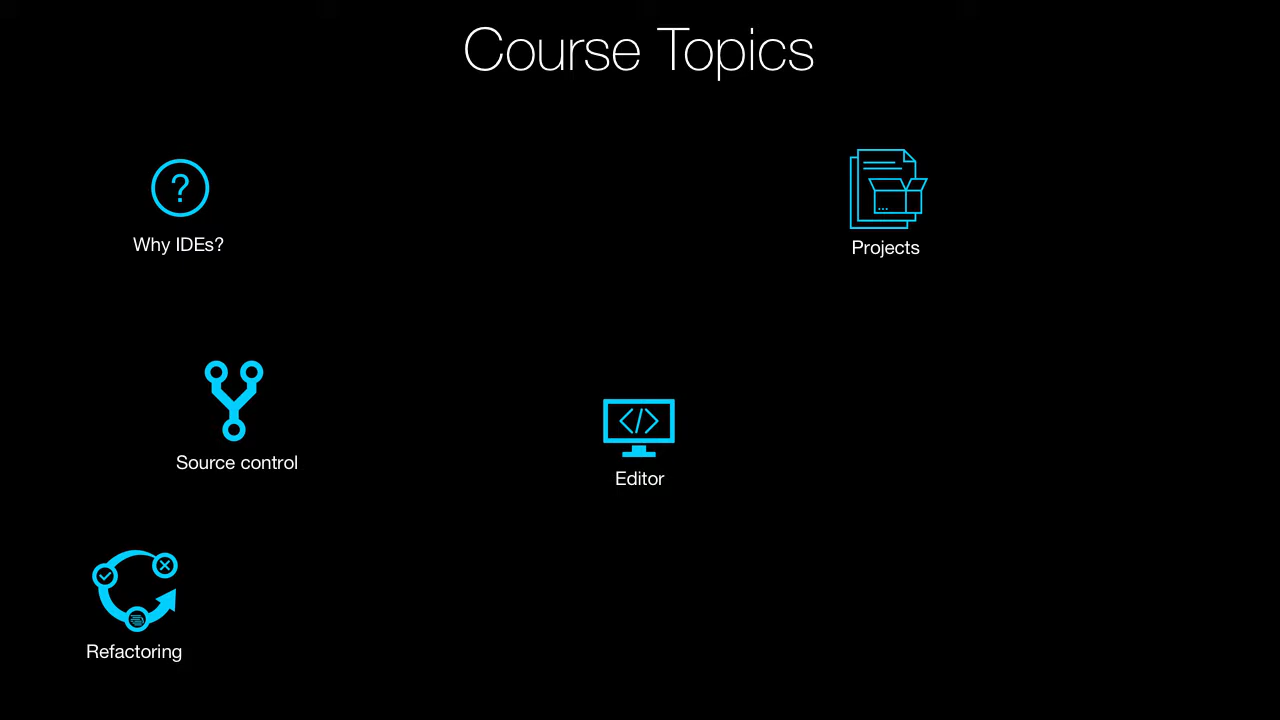 Course Topics
Why IDEs?
Projects
Source control
Editor
Refactoring